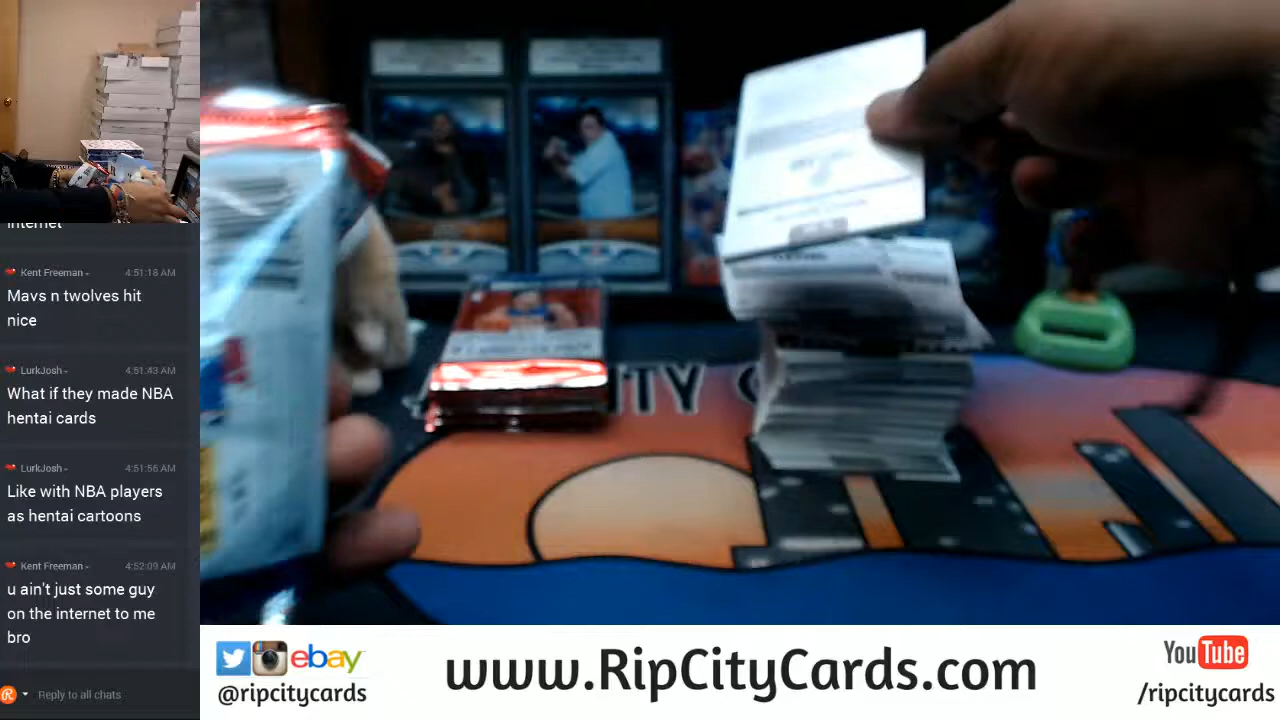 internet
Kent Freeman - 4:51:18 AM
Mavs n twolves hit
nice
LurkJosh - 4:51:43 AM
What if they made NBA
hentai cards
LurkJosh - 4:51:56 AM
Like with NBA players
as hentai cartoons
Kent Freeman - 4:52:09 AM
u ain't just some guy
on the internet to me
bro
Reply to all chats
ITY C
ebay
@ripcitycards
www.RipCityCards.com
YouTube
/ripcitycards